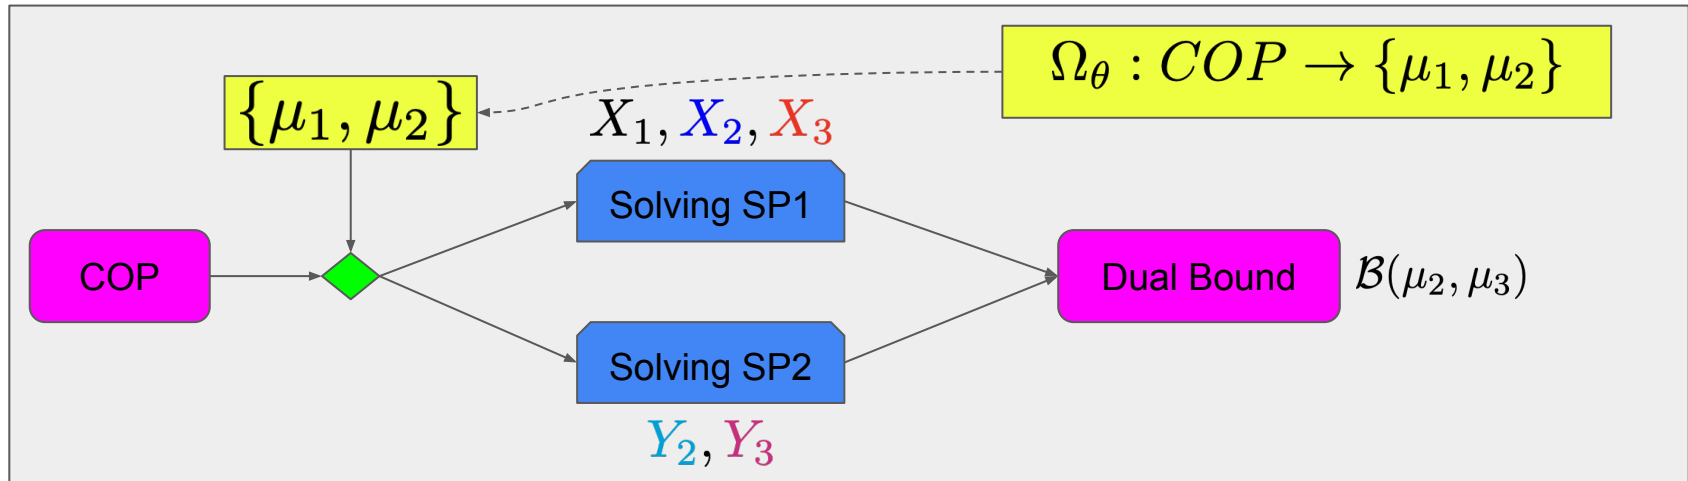 Ω_θ : COP → {μ_1, μ_2}
{μ_1, μ_2}
X_1, X_2, X_3
Solving SP1
COP
Dual Bound
ℬ(μ_2, μ_3)
Solving SP2
Y_2, Y_3